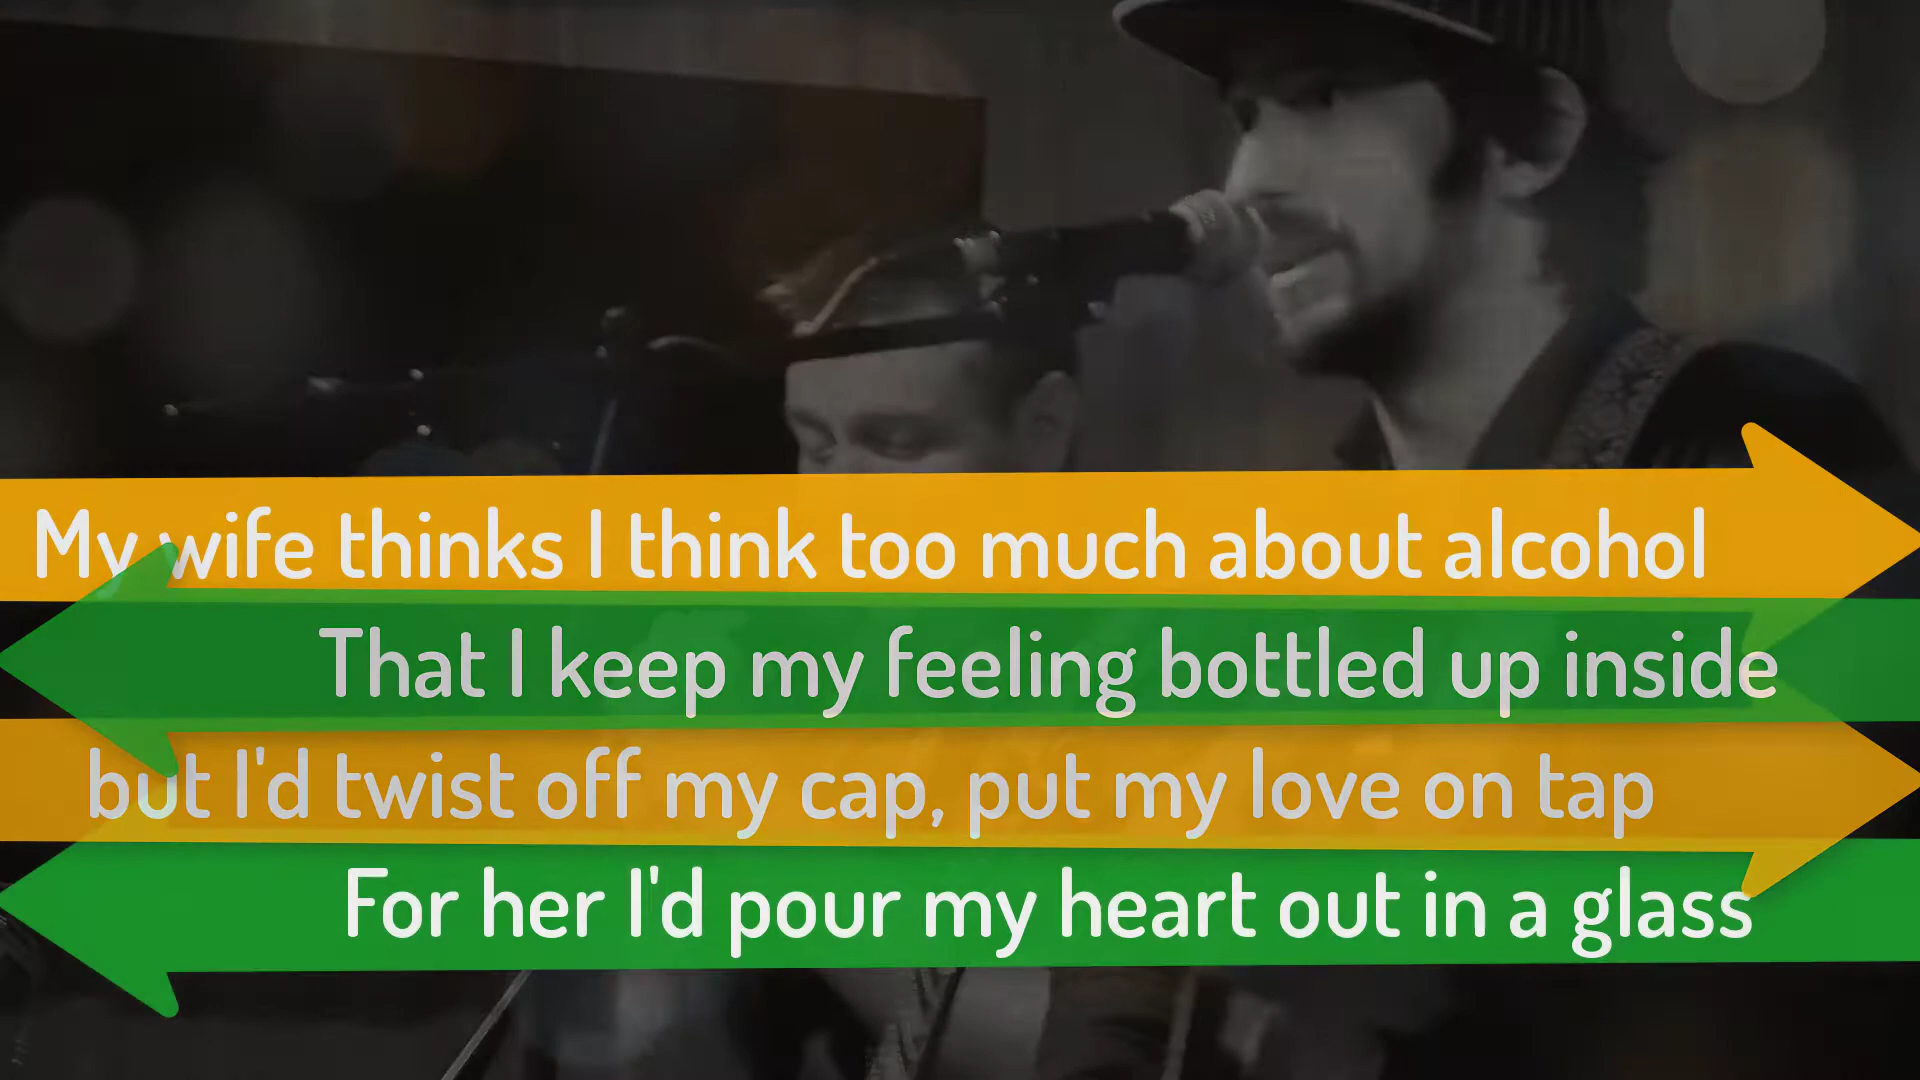 My wife thinks I think too much about alcohol
That I keep my feeling bottled up inside
but I'd twist off my cap, put my love on tap
For her I'd pour my heart out in a glass